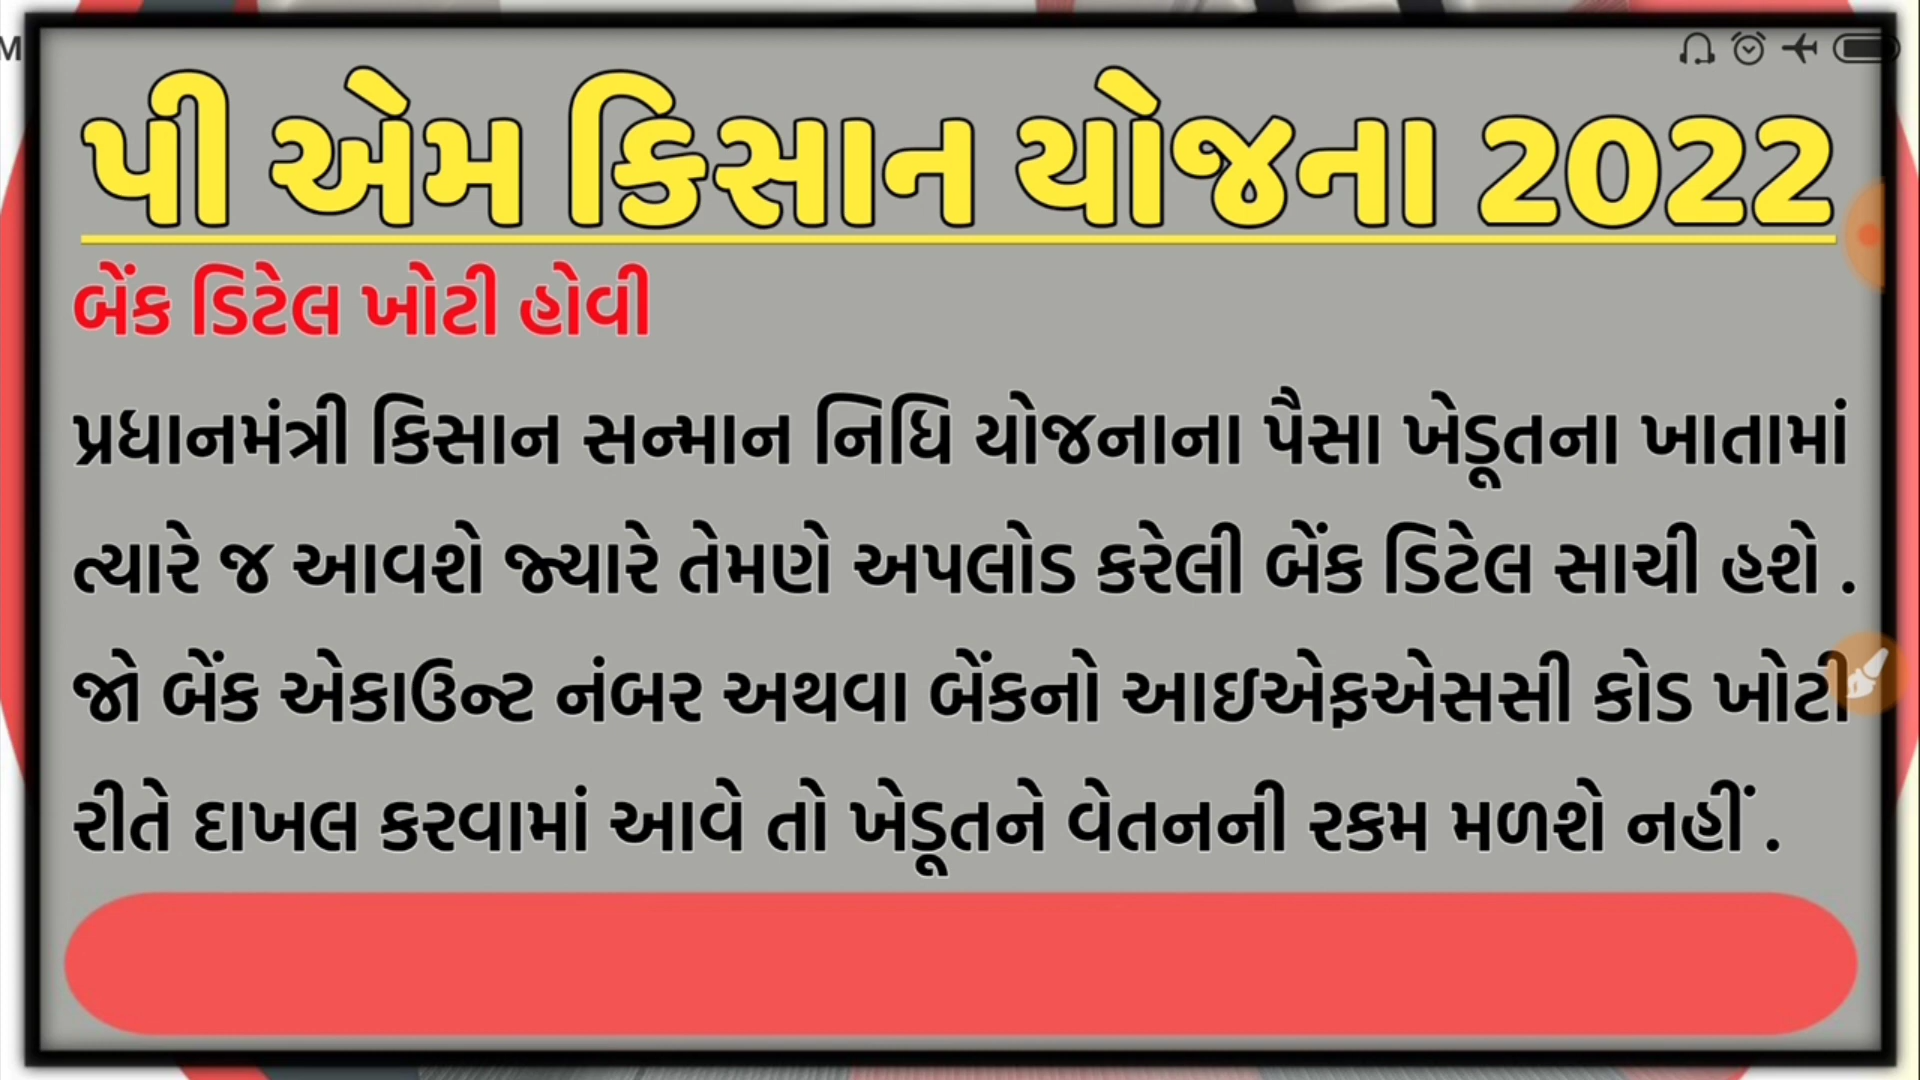 M
પી એમ કિસાન યોજના 2022
બેંક ડિટેલ ખોટી હોવી
પ્રધાનમંત્રી કિસાન સન્માન નિધિ યોજનાના પૈસા ખેડૂતના ખાતામાં
ત્યારે જ આવશે જ્યારે તેમણે અપલોડ કરેલી બેંક ડિટેલ સાચી હશે .
જો બેંક એકાઉન્ટ નંબર અથવા બેંકનો આઇએફએસસી કોડ ખોટી
રીતે દાખલ કરવામાં આવે તો ખેડૂતને વેતનની રકમ મળશે નહીં .